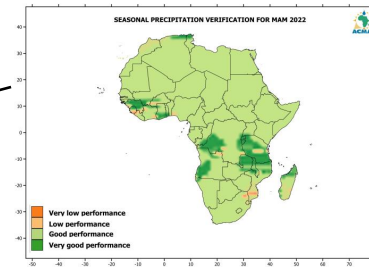 SEASONAL PRECIPITATION VERIFICATION FOR MAM 2022
ACMAD
40
30
20
10
0
-10
-20
-30
-40
Very low performance
Low performance
Good performance
Very good performance
-50 -40 -30 -20 -10 0 10 20 30 40 50 60 70